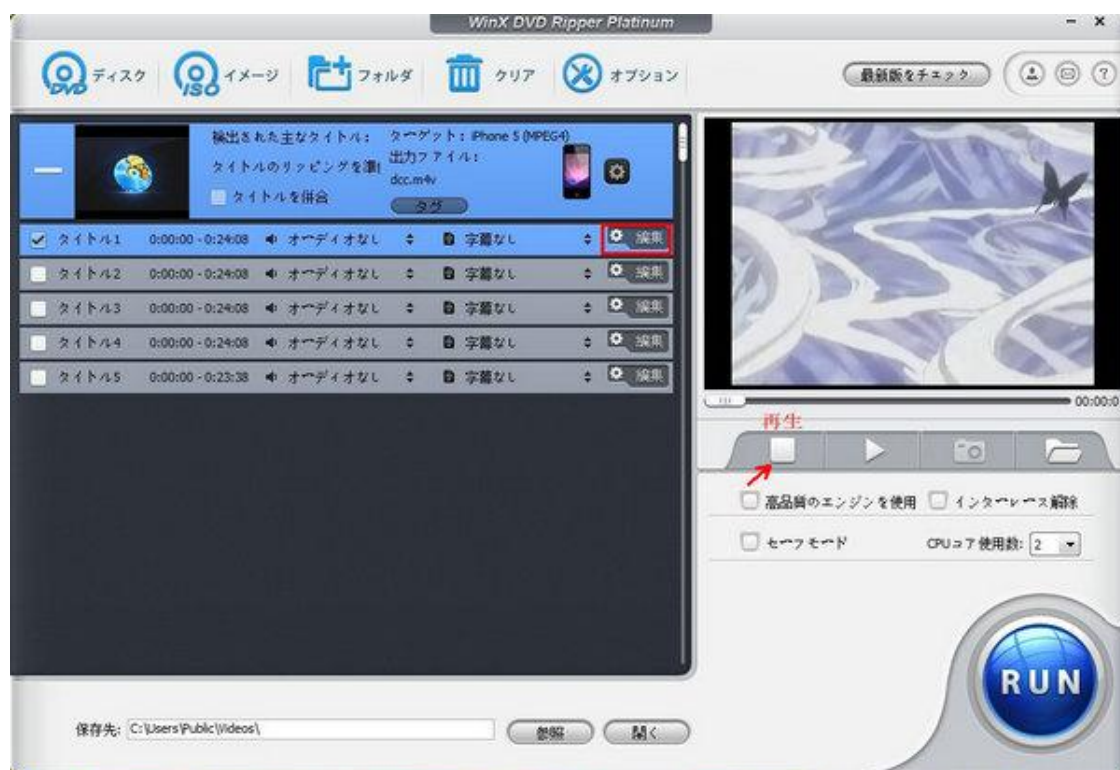 WinX DVD Ripper Platinum
DVD ディスク ISO イメージ フォルダ クリア オプション 最新版をチェック
検出された主なタイトル: ターゲット: iPhone 5 (MPEG4)
タイトルのリッピングを 出力ファイル:
dcc.m4v
タイトルを併合 タグ
タイトル1 0:00:00 - 0:24:08 オーディオなし 字幕なし 編集
タイトル2 0:00:00 - 0:24:08 オーディオなし 字幕なし 編集
タイトル3 0:00:00 - 0:24:08 オーディオなし 字幕なし 編集
タイトル4 0:00:00 - 0:24:08 オーディオなし 字幕なし 編集
タイトル5 0:00:00 - 0:23:38 オーディオなし 字幕なし 編集
00:00:0
再生
高品質のエンジンを使用 インターレース解除
セーフモード CPUコア使用数: 2
RUN
保存先: C:\Users\Public\Videos\ 参照 開く